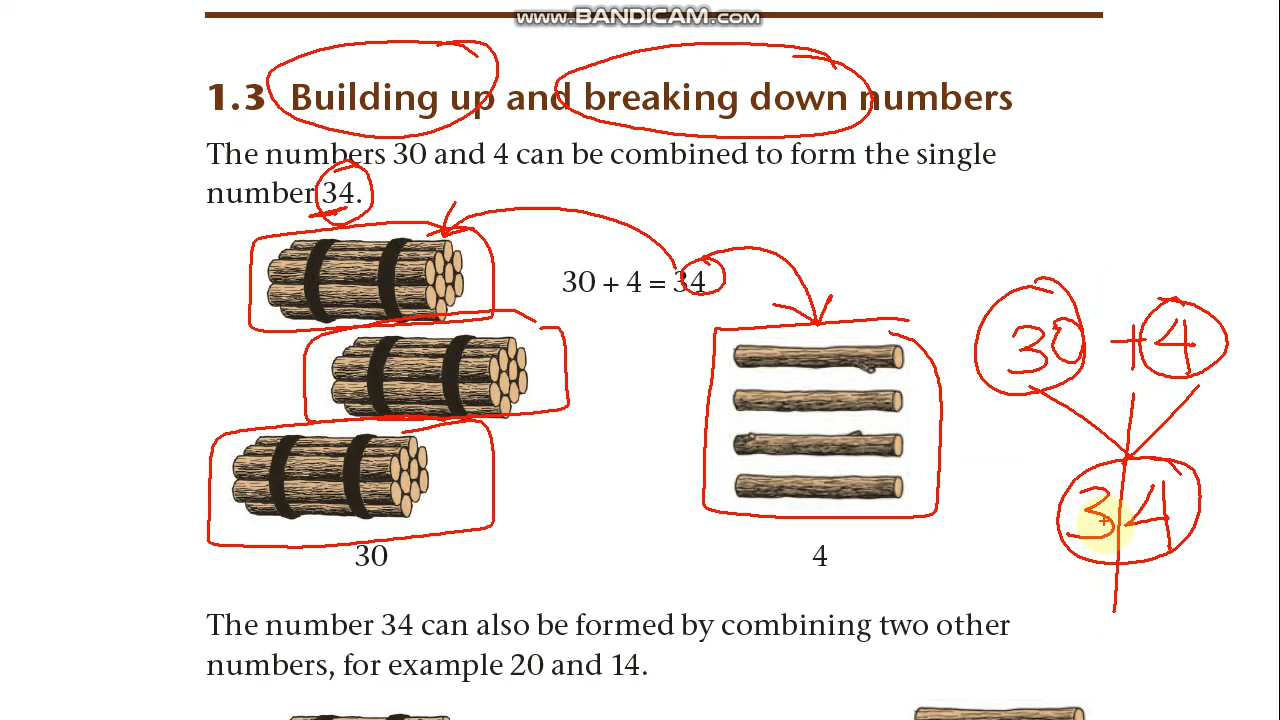 www.BANDICAM.com
1.3 Building up and breaking down numbers
The numbers 30 and 4 can be combined to form the single
number 34.
30 + 4 = 34
30 + 4
34
30
4
The number 34 can also be formed by combining two other
numbers, for example 20 and 14.